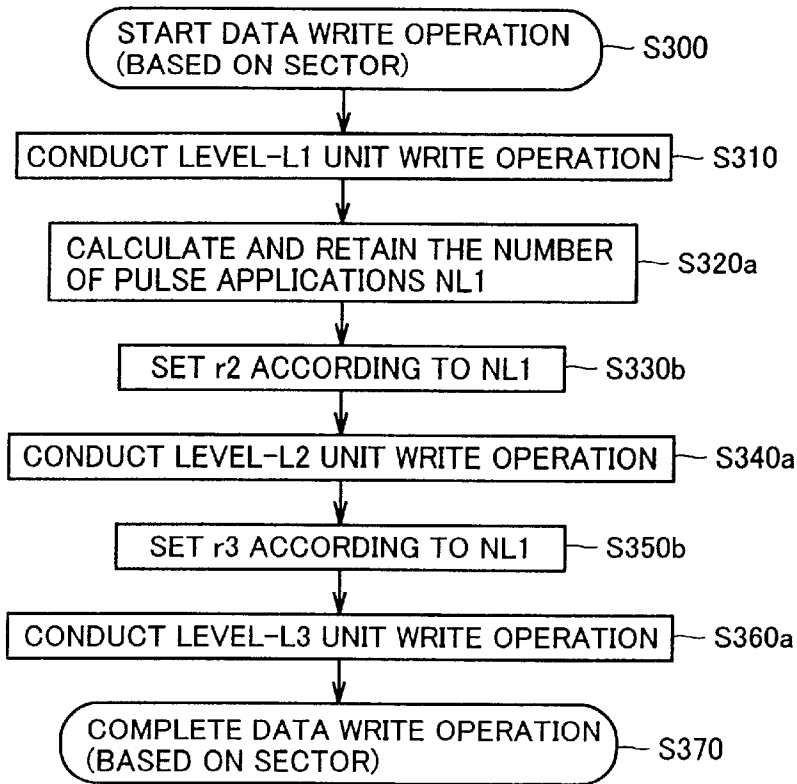 START DATA WRITE OPERATION
(BASED ON SECTOR)
S300
CONDUCT LEVEL-L1 UNIT WRITE OPERATION
S310
CALCULATE AND RETAIN THE NUMBER
OF PULSE APPLICATIONS NL1
S320a
SET r2 ACCORDING TO NL1
S330b
CONDUCT LEVEL-L2 UNIT WRITE OPERATION
S340a
SET r3 ACCORDING TO NL1
S350b
CONDUCT LEVEL-L3 UNIT WRITE OPERATION
S360a
COMPLETE DATA WRITE OPERATION
(BASED ON SECTOR)
S370